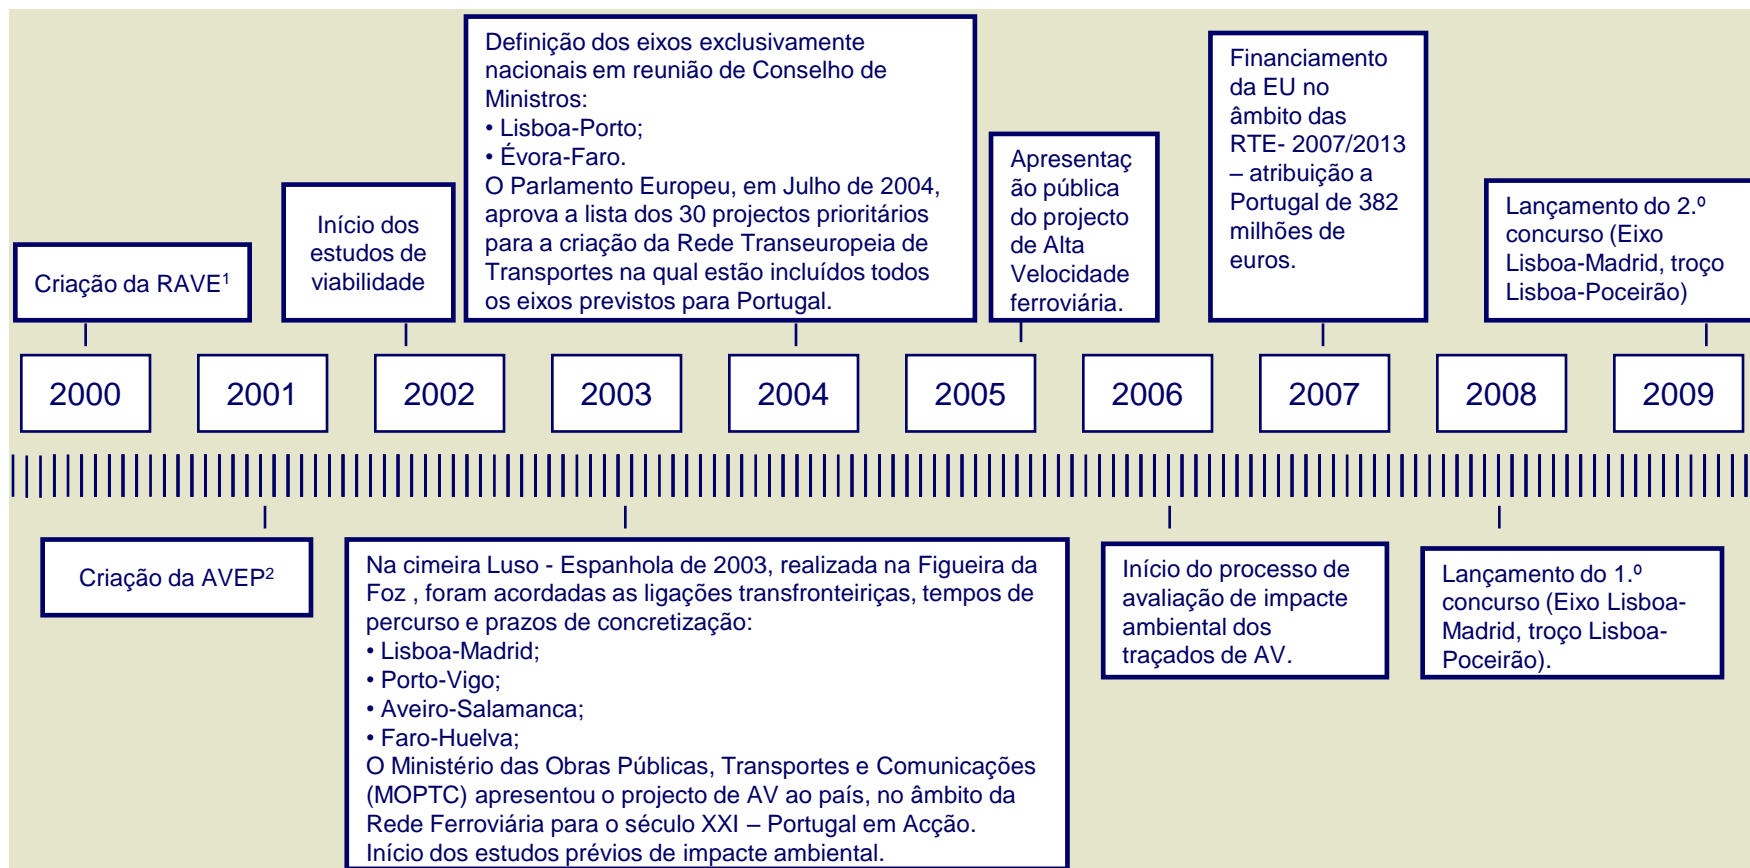 Definição dos eixos exclusivamente
nacionais em reunião de Conselho de
Ministros:
• Lisboa-Porto;
• Évora-Faro.
O Parlamento Europeu, em Julho de 2004,
aprova a lista dos 30 projectos prioritários
para a criação da Rede Transeuropeia de
Transportes na qual estão incluídos todos
os eixos previstos para Portugal.
Financiamento
da EU no
âmbito das
RTE- 2007/2013
– atribuição a
Portugal de 382
milhões de
euros.
Apresentaç
ão pública
do projecto
de Alta
Velocidade
ferroviária.
Início dos
estudos de
viabilidade
Lançamento do 2.º
concurso (Eixo
Lisboa-Madrid, troço
Lisboa-Poceirão)
Criação da RAVE¹
2000
2001
2002
2003
2004
2005
2006
2007
2008
2009
Criação da AVEP²
Na cimeira Luso - Espanhola de 2003, realizada na Figueira da
Foz , foram acordadas as ligações transfronteiriças, tempos de
percurso e prazos de concretização:
• Lisboa-Madrid;
• Porto-Vigo;
• Aveiro-Salamanca;
• Faro-Huelva;
O Ministério das Obras Públicas, Transportes e Comunicações
(MOPTC) apresentou o projecto de AV ao país, no âmbito da
Rede Ferroviária para o século XXI – Portugal em Acção.
Início dos estudos prévios de impacte ambiental.
Início do processo de
avaliação de impacte
ambiental dos
traçados de AV.
Lançamento do 1.º
concurso (Eixo Lisboa-
Madrid, troço Lisboa-
Poceirão).